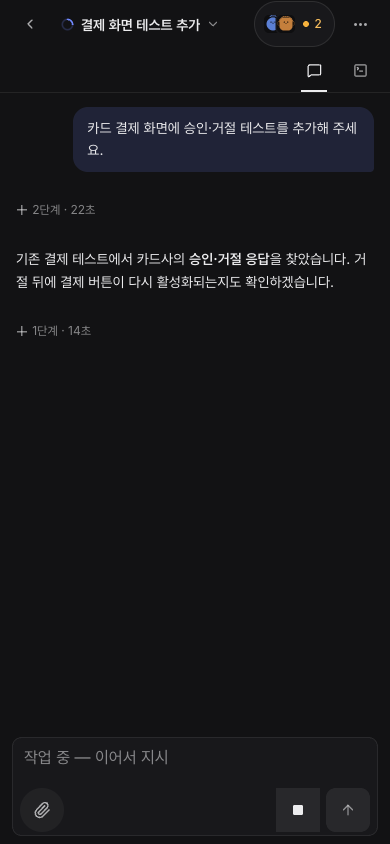 결제 화면 테스트 추가
2
카드 결제 화면에 승인·거절 테스트를 추가해 주세
요.
2단계 · 22초
기존 결제 테스트에서 카드사의 승인·거절 응답을 찾았습니다. 거
절 뒤에 결제 버튼이 다시 활성화되는지도 확인하겠습니다.
1단계 · 14초
작업 중 — 이어서 지시